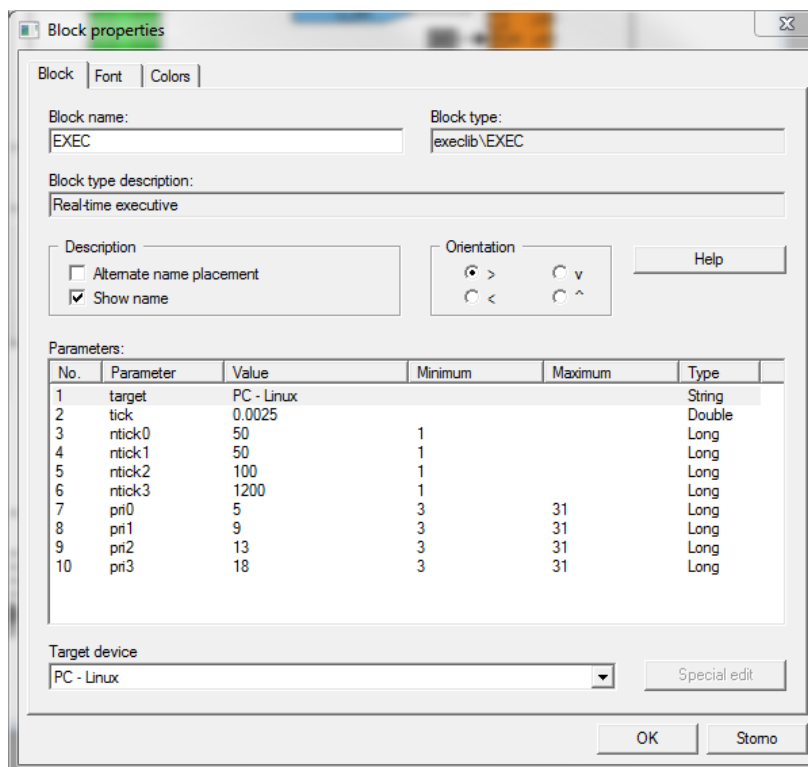 Block properties
Block Font Colors
Block name: Block type:
EXEC execlib\EXEC
Block type description:
Real-time executive
Description Orientation
Alternate name placement > v Help
Show name < ^
Parameters:
No. Parameter Value Minimum Maximum Type
1 target PC - Linux String
2 tick 0.0025 Double
3 ntick0 50 1 Long
4 ntick1 50 1 Long
5 ntick2 100 1 Long
6 ntick3 1200 1 Long
7 pri0 5 3 31 Long
8 pri1 9 3 31 Long
9 pri2 13 3 31 Long
10 pri3 18 3 31 Long
Target device
PC - Linux Special edit
OK Storno